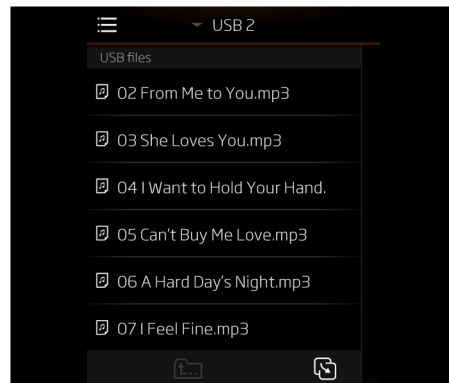 USB 2
USB files
02 From Me to You.mp3
03 She Loves You.mp3
04 I Want to Hold Your Hand.
05 Can't Buy Me Love.mp3
06 A Hard Day's Night.mp3
07 I Feel Fine.mp3